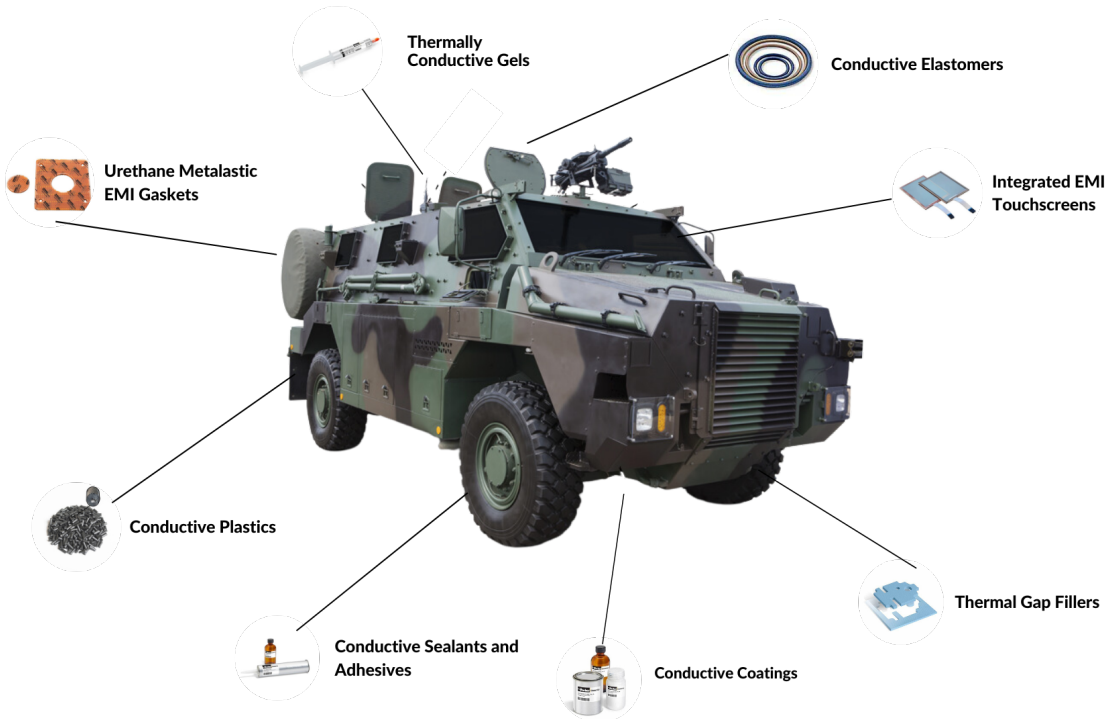 Thermally
Conductive Gels
Conductive Elastomers
Urethane Metalastic
EMI Gaskets
Integrated EMI
Touchscreens
Conductive Plastics
Thermal Gap Fillers
Conductive Sealants and
Adhesives
Conductive Coatings